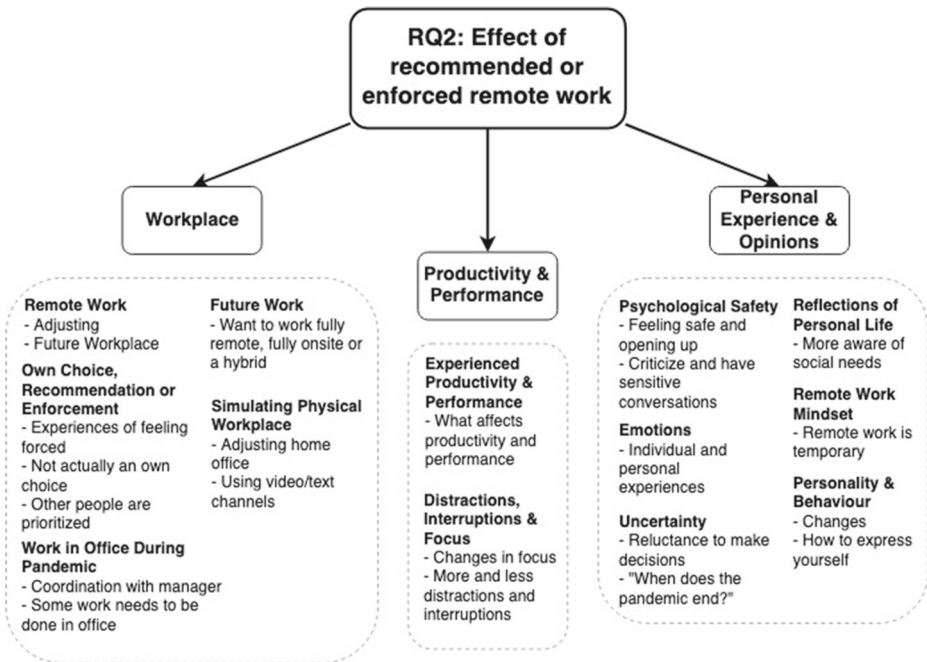 RQ2: Effect of
recommended or
enforced remote work
Workplace
Remote Work
- Adjusting
- Future Workplace
Own Choice,
Recommendation or
Enforcement
- Experiences of feeling
forced
- Not actually an own
choice
- Other people are
prioritized
Work in Office During
Pandemic
- Coordination with manager
- Some work needs to be
done in office
Future Work
- Want to work fully
remote, fully onsite or
a hybrid
Simulating Physical
Workplace
- Adjusting home
office
- Using video/text
channels
Productivity &
Performance
Experienced
Productivity &
Performance
- What affects
productivity and
performance
Distractions,
Interruptions &
Focus
- Changes in focus
- More and less
distractions and
interruptions
Personal
Experience &
Opinions
Psychological Safety
- Feeling safe and
opening up
- Criticize and have
sensitive
conversations
Emotions
- Individual and
personal
experiences
Uncertainty
- Reluctance to make
decisions
- "When does the
pandemic end?"
Reflections of
Personal Life
- More aware of
social needs
Remote Work
Mindset
- Remote work is
temporary
Personality &
Behaviour
- Changes
- How to express
yourself